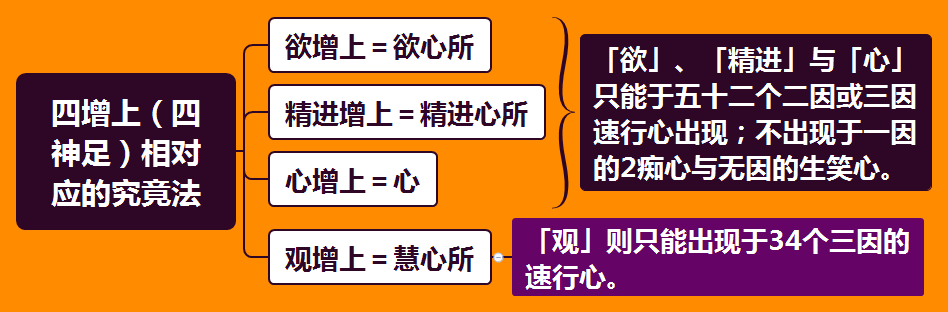 四增上（四
神足）相对
应的究竟法
欲增上＝欲心所
精进增上＝精进心所
心增上＝心
观增上＝慧心所
「欲」、「精进」与「心」
只能于五十二个二因或三因
速行心出现；不出现于一因
的2痴心与无因的生笑心。
「观」则只能出现于34个三因的
速行心。